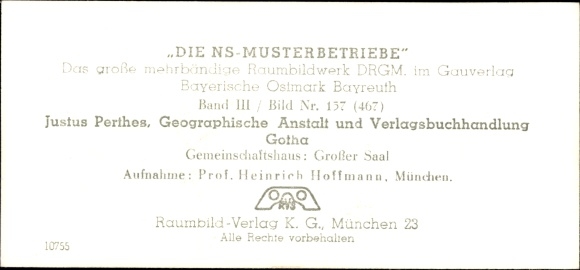 „DIE NS-MUSTERBETRIEBE“
Das große mehrbändige Raumbildwerk DRGM. im Gauverlag
Bayerische Ostmark Bayreuth
Band III / Bild Nr. 157 (467)
Justus Perthes, Geographische Anstalt und Verlagsbuchhandlung
Gotha
Gemeinschaftshaus: Großer Saal
Aufnahme: Prof. Heinrich Hoffmann, München.
RVS
Raumbild-Verlag K. G., München 23
Alle Rechte vorbehalten
10755